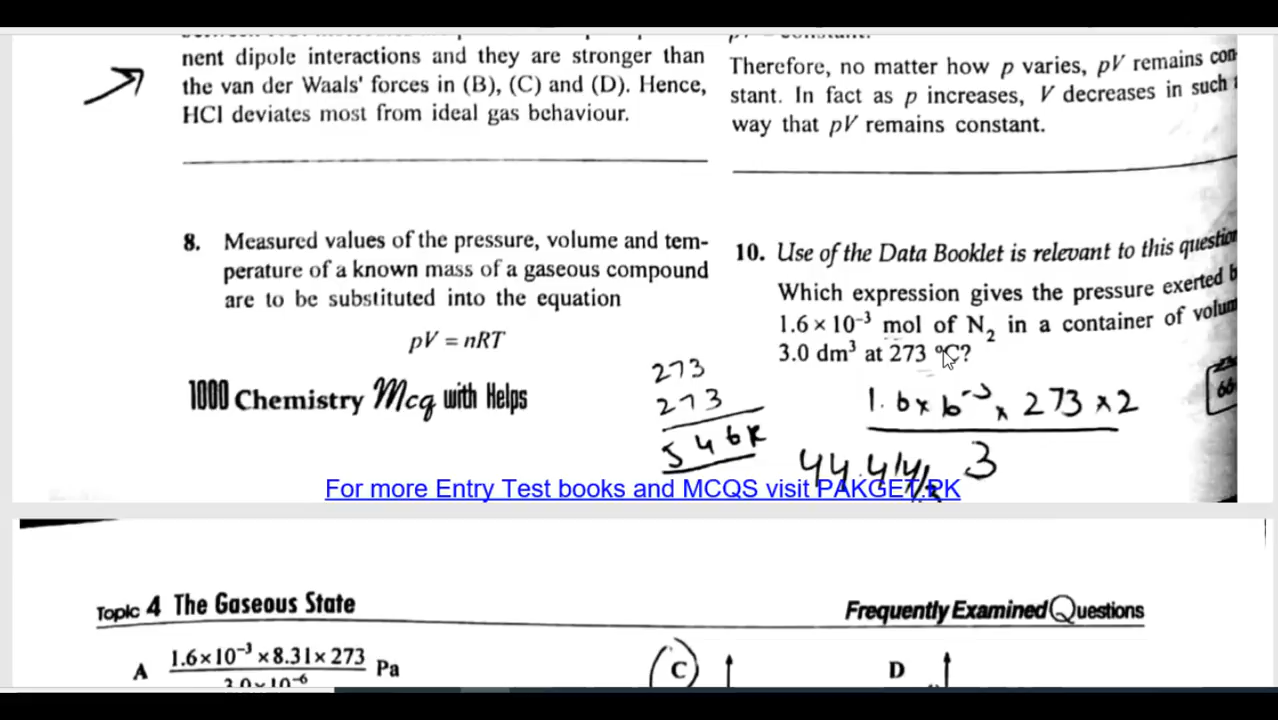 nent dipole interactions and they are stronger than
the van der Waals' forces in (B), (C) and (D). Hence,
HCl deviates most from ideal gas behaviour.
8. Measured values of the pressure, volume and tem-
perature of a known mass of a gaseous compound
are to be substituted into the equation
pV = nRT
1000 Chemistry Mcq with Helps
Therefore, no matter how p varies, pV remains con-
stant. In fact as p increases, V decreases in such a
way that pV remains constant.
10. Use of the Data Booklet is relevant to this question
Which expression gives the pressure exerted b
1.6 × 10⁻³ mol of N₂ in a container of volum
3.0 dm³ at 273 °C?
273
273
546K
1.6 × 10⁻³ × 273 × 2
3
For more Entry Test books and MCQS visit PAKGET.PK
Topic 4 The Gaseous State
Frequently Examined Questions
A 1.6×10⁻³ ×8.31×273 Pa
3.0×10⁻⁶
C
D